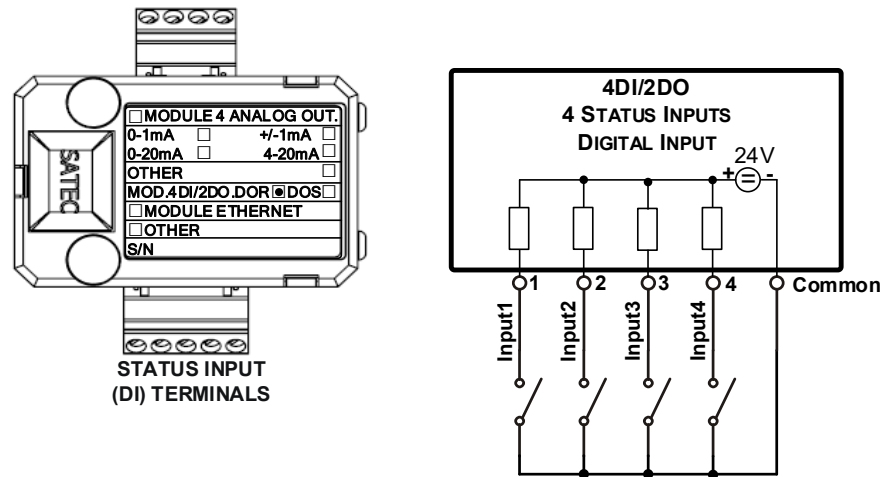 SATEC
MODULE 4 ANALOG OUT.
0-1mA +/-1mA
0-20mA 4-20mA
OTHER
MOD.4DI/2DO.DOR DOS
MODULE ETHERNET
OTHER
S/N
STATUS INPUT
(DI) TERMINALS
4DI/2DO
4 STATUS INPUTS
DIGITAL INPUT
24V
+ = -
1 2 3 4 Common
Input1 Input2 Input3 Input4